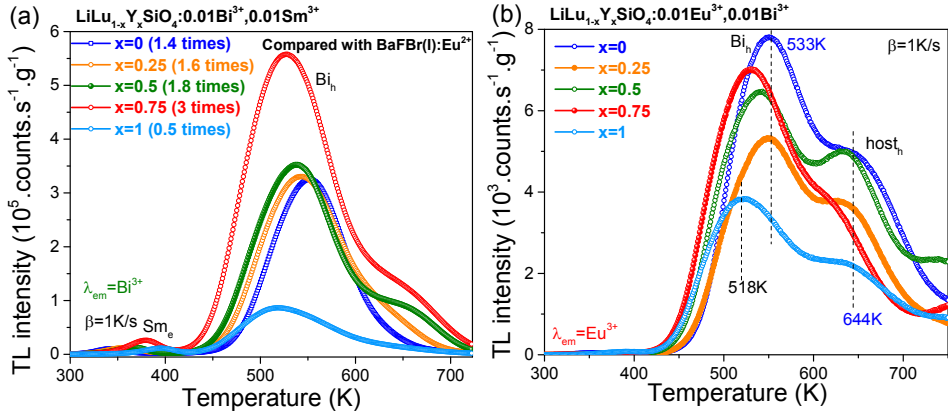 (a)
LiLu₁₋ₓYₓSiO₄:0.01Bi³⁺,0.01Sm³⁺
x=0 (1.4 times)
x=0.25 (1.6 times)
x=0.5 (1.8 times)
x=0.75 (3 times)
x=1 (0.5 times)
Compared with BaFBr(I):Eu²⁺
Biₕ
λem=Bi³⁺
β=1K/s
Smₑ
TL intensity (10⁵.counts.s⁻¹.g⁻¹)
6
5
4
3
2
1
0
300 400 500 600 700
Temperature (K)
(b)
LiLu₁₋ₓYₓSiO₄:0.01Eu³⁺,0.01Bi³⁺
x=0
x=0.25
x=0.5
x=0.75
x=1
Biₕ
533K
β=1K/s
hostₕ
518K
644K
λem=Eu³⁺
TL intensity (10³.counts.s⁻¹.g⁻¹)
8
6
4
2
0
300 400 500 600 700
Temperature (K)